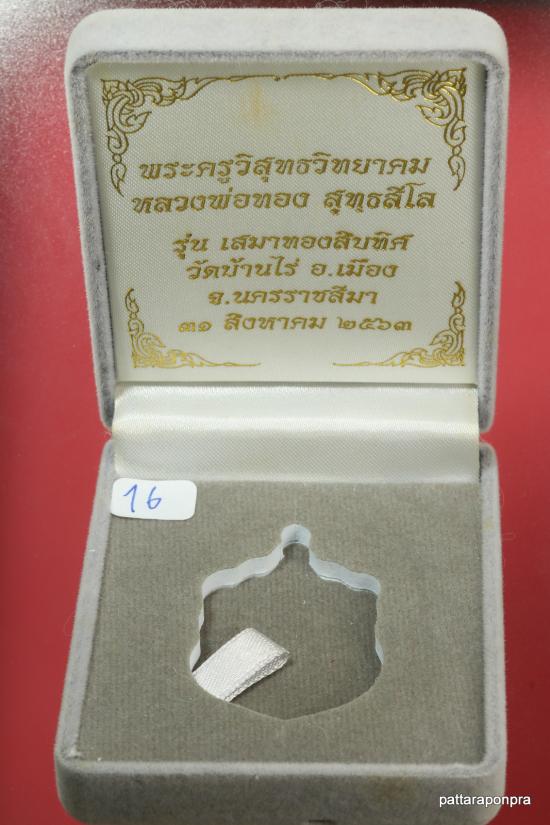 พระครูวิสุทธวิทยาคม
หลวงพ่อทอง สุทฺธสีโล
รุ่น เสมาทองสิบทิศ
วัดบ้านไร่ อ.เมือง
จ.นครราชสีมา
๓๑ สิงหาคม ๒๕๖๓
16
pattaraponpra